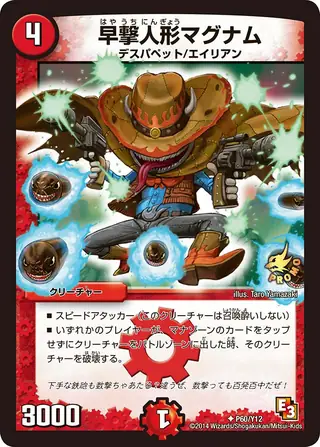 4
はや うち にん ぎょう
早撃人形マグナム
デスパペット/エイリアン
PROMO
クリーチャー
illus. TaroYamazaki
■ スピードアタッカー（このクリーチャーは召喚酔いしない）
■ いずれかのプレイヤーが、マナゾーンのカードをタップ
せずにクリーチャーをバトルゾーンに出した時、そのクリーチャー
を破壊する。
下手な鉄砲も数撃ちゃあたるで違うぜ、数撃っても百発百中だぜ！
3000
E3
P60/Y12
©2014 Wizards/Shogakukan/Mitsui-Kids